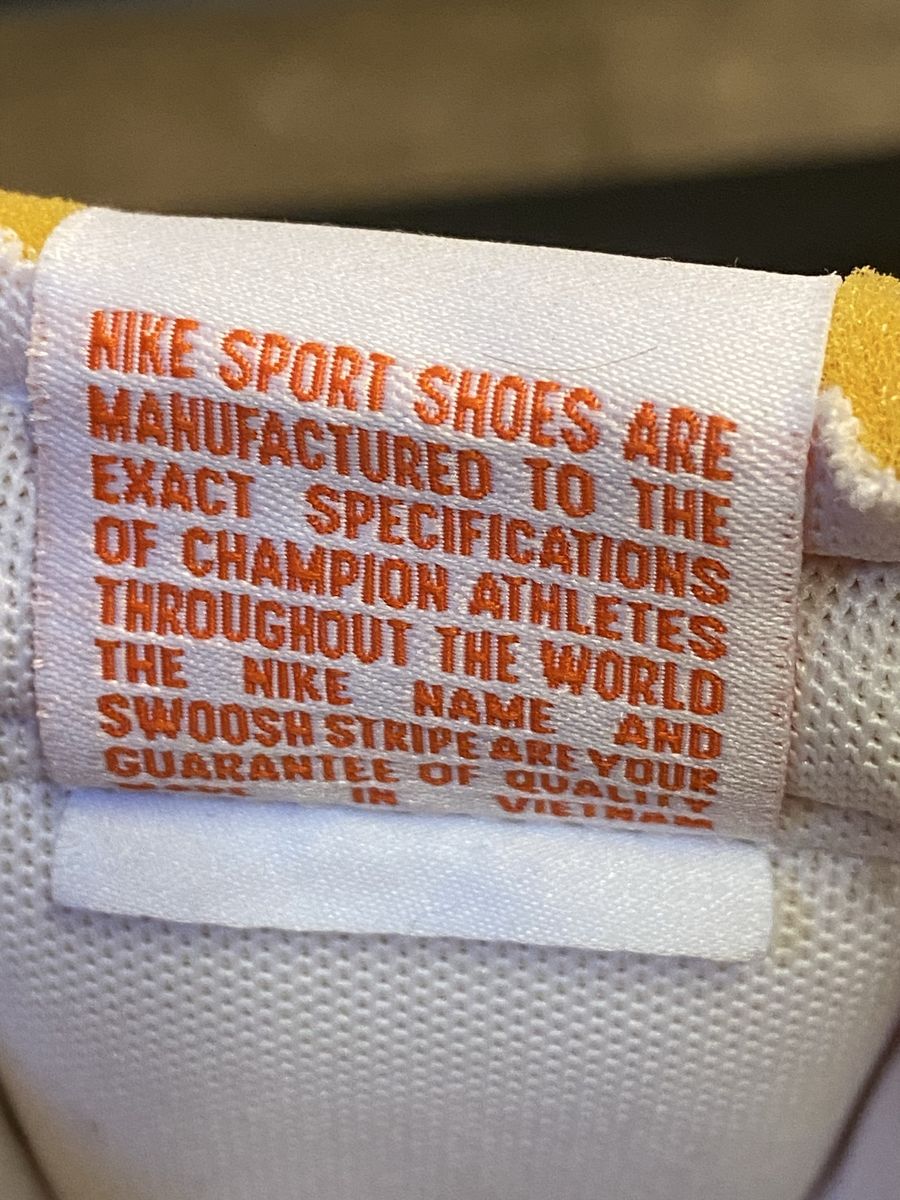 NIKE SPORT SHOES ARE
MANUFACTURED TO THE
EXACT SPECIFICATIONS
OF CHAMPION ATHLETES
THROUGHOUT THE WORLD
THE NIKE NAME AND
SWOOSH STRIPE ARE YOUR
GUARANTEE OF QUALITY
MADE IN VIETNAM